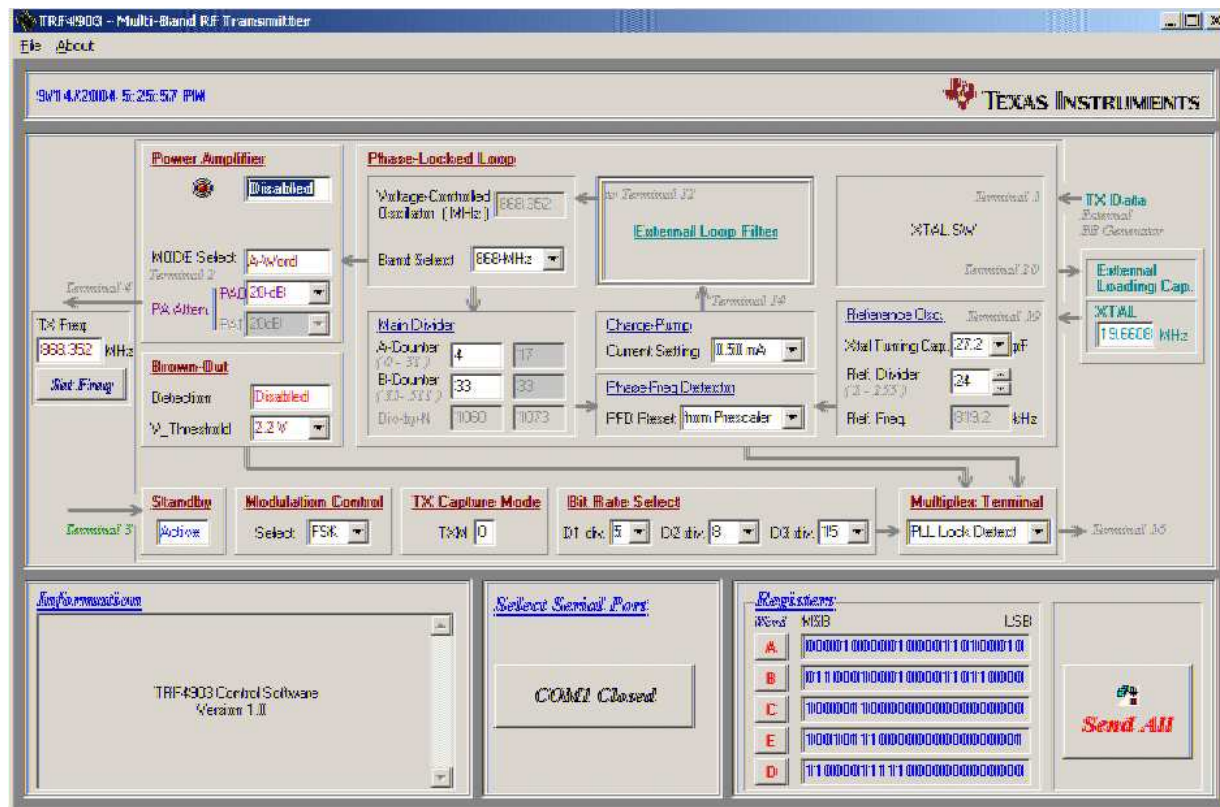 TRF4903 - Multi-Band RF Transmitter
File About
9/14/2004 5:25:57 PM
TEXAS INSTRUMENTS
Power Amplifier
Disabled
MODE Select A-Word
Terminal 2
PA Atten. PA0 20-dB
PA1 20dB
Terminal 4
TX Freq
868.352 MHz
Set Freq
Brown-Out
Detection Disabled
V_Threshold 2.2 V
Phase-Locked Loop
Voltage-Controlled
Oscillator (MHz) 868.352
Band Select 868-MHz
to Terminal 12
External Loop Filter
Terminal 14
XTAL SW
Terminal 20
TX Data
External
BB Generator
External
Loading Cap.
XTAL
19.6608 MHz
Main Divider
A-Counter 4 17
(0 - 31)
B-Counter 33 33
Div-by-N 1060 1073
Charge-Pump
Current Setting 0.50 mA
Phase-Freq Detector
PFD Reset from Prescaler
Reference Osc. Terminal 19
Xtal Tuning Cap. 27.2 pF
Ref. Divider 24
(2 - 255)
Ref. Freq 819.2 kHz
Standby
Active
Terminal 5
Modulation Control
Select FSK
TX Capture Mode
TXM 0
Bit Rate Select
D1 div. 5 D2 div. 8 D3 div. 15
Multiplex Terminal
PLL Lock Detect
Information
TRF4903 Control Software
Version 1.0
Select Serial Port
COM1 Closed
Registers
Word MSB LSB
A
B
C
E
D
Send All